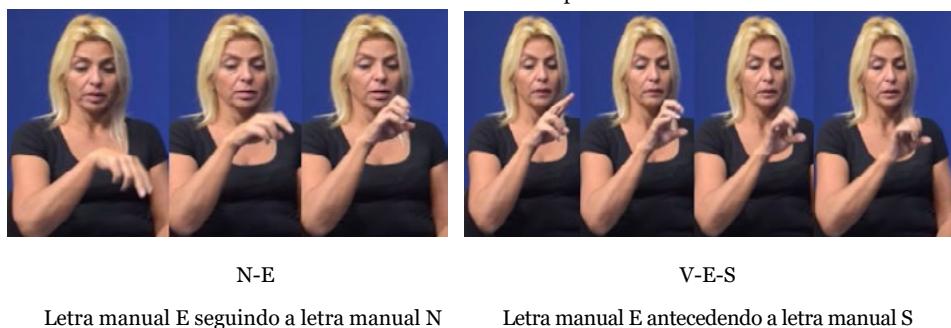 N-E
V-E-S
Letra manual E seguindo a letra manual N
Letra manual E antecedendo a letra manual S